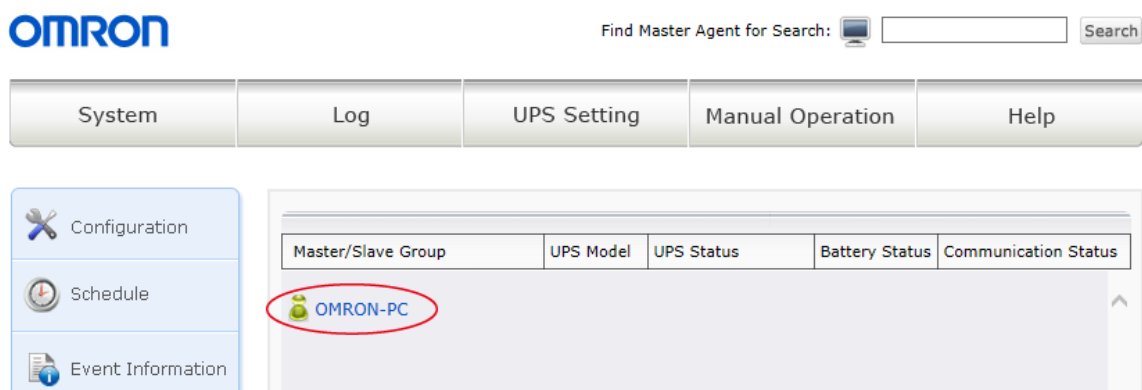 OMRON
Find Master Agent for Search: Search
System Log UPS Setting Manual Operation Help
Configuration
Schedule
Event Information
Master/Slave Group UPS Model UPS Status Battery Status Communication Status
OMRON-PC